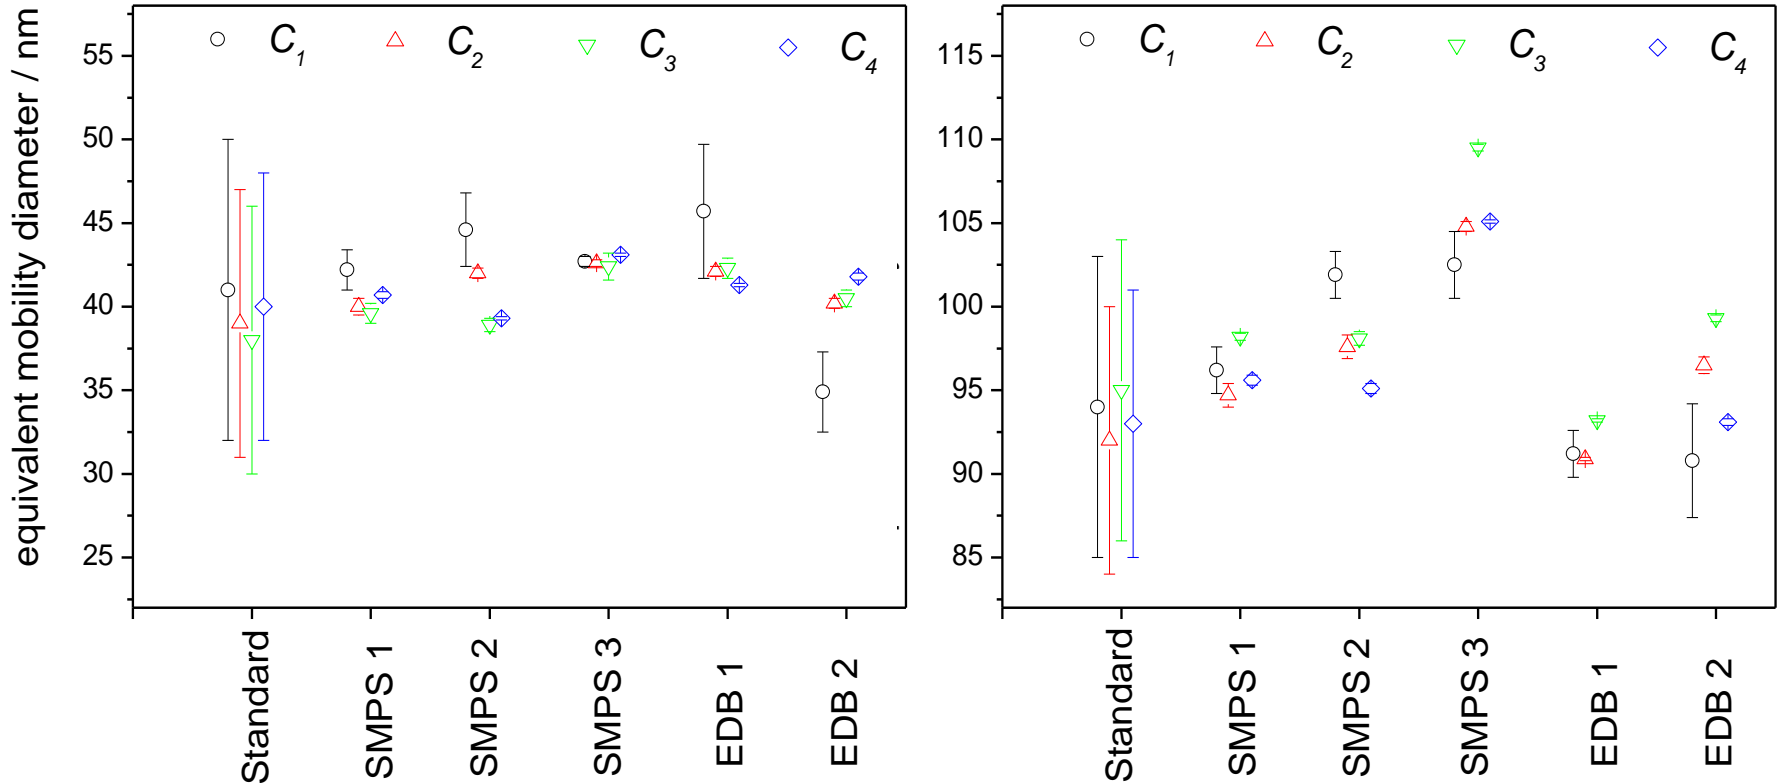 equivalent mobility diameter / nm
C1 C2 C3 C4
55
50
45
40
35
30
25
Standard
SMPS 1
SMPS 2
SMPS 3
EDB 1
EDB 2
C1 C2 C3 C4
115
110
105
100
95
90
85
Standard
SMPS 1
SMPS 2
SMPS 3
EDB 1
EDB 2